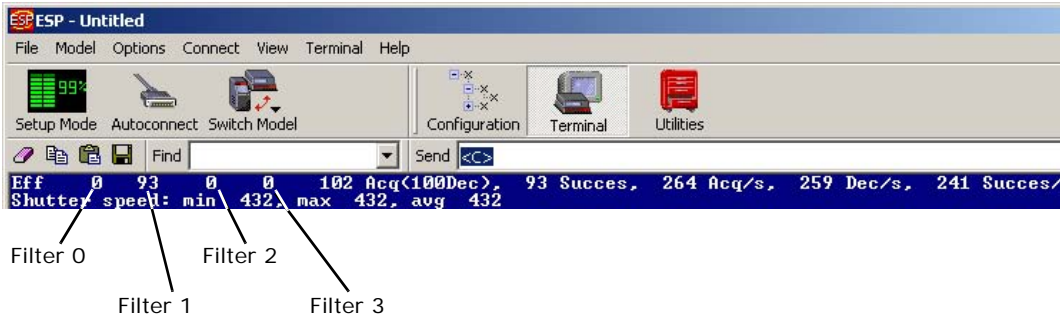 ESP ESP - Untitled
File Model Options Connect View Terminal Help
99%
Setup Mode Autoconnect Switch Model Configuration Terminal Utilities
Find Send <C>
Eff 0 93 0 0 102 Acq(100Dec), 93 Succes, 264 Acq/s, 259 Dec/s, 241 Succes/
Shutter speed: min 432, max 432, avg 432
Filter 0 Filter 2
Filter 1 Filter 3